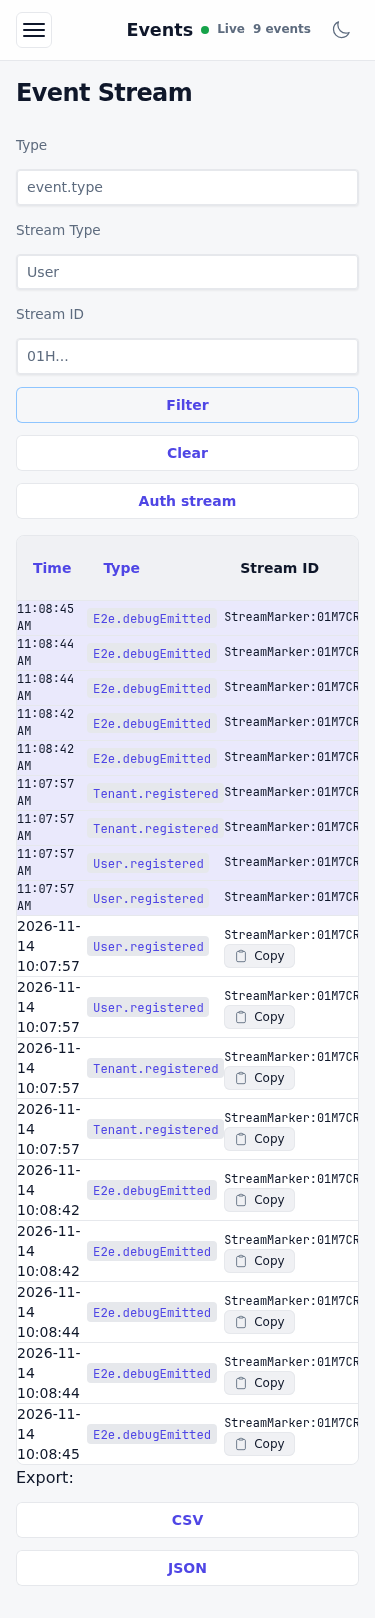 Events Live 9 events
Event Stream
Type
event.type
Stream Type
User
Stream ID
01H...
Filter
Clear
Auth stream
Time Type Stream ID
11:08:45 AM E2e.debugEmitted StreamMarker:01M7CR
11:08:44 AM E2e.debugEmitted StreamMarker:01M7CR
11:08:44 AM E2e.debugEmitted StreamMarker:01M7CR
11:08:42 AM E2e.debugEmitted StreamMarker:01M7CR
11:08:42 AM E2e.debugEmitted StreamMarker:01M7CR
11:07:57 AM Tenant.registered StreamMarker:01M7CR
11:07:57 AM Tenant.registered StreamMarker:01M7CR
11:07:57 AM User.registered StreamMarker:01M7CR
11:07:57 AM User.registered StreamMarker:01M7CR
2026-11-14 10:07:57 User.registered StreamMarker:01M7CR Copy
2026-11-14 10:07:57 User.registered StreamMarker:01M7CR Copy
2026-11-14 10:07:57 Tenant.registered StreamMarker:01M7CR Copy
2026-11-14 10:07:57 Tenant.registered StreamMarker:01M7CR Copy
2026-11-14 10:08:42 E2e.debugEmitted StreamMarker:01M7CR Copy
2026-11-14 10:08:42 E2e.debugEmitted StreamMarker:01M7CR Copy
2026-11-14 10:08:44 E2e.debugEmitted StreamMarker:01M7CR Copy
2026-11-14 10:08:44 E2e.debugEmitted StreamMarker:01M7CR Copy
2026-11-14 10:08:45 E2e.debugEmitted StreamMarker:01M7CR Copy
Export:
CSV
JSON